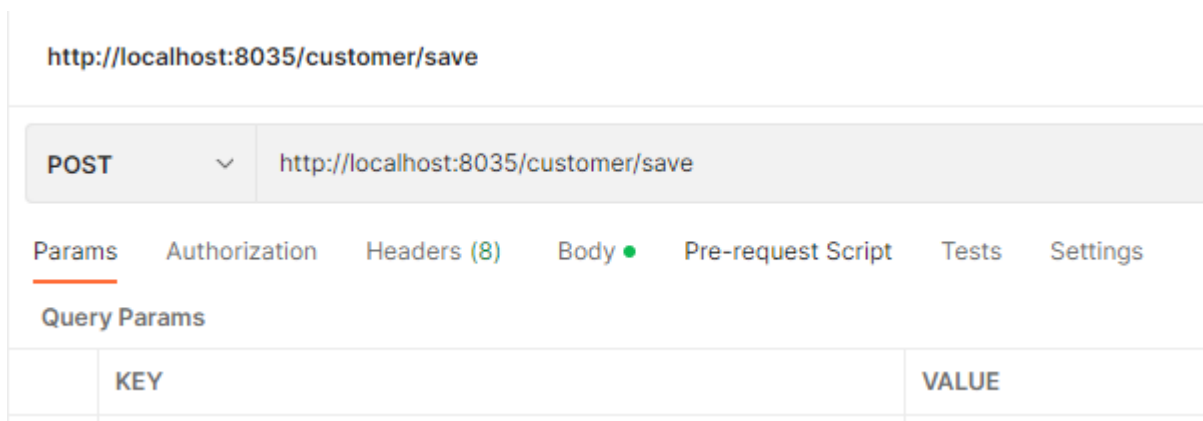 http://localhost:8035/customer/save
POST http://localhost:8035/customer/save
Params Authorization Headers (8) Body Pre-request Script Tests Settings
Query Params
KEY VALUE